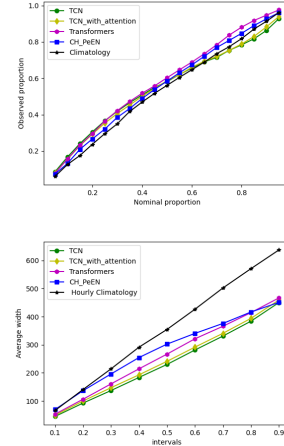 1.0
0.8
0.6
0.4
0.2
Observed proportion
TCN
TCN_with_attention
Transformers
CH_PeEN
Climatology
0.2 0.4 0.6 0.8
Nominal proportion
600
500
400
300
200
100
Average width
TCN
TCN_with_attention
Transformers
CH_PeEN
Hourly Climatology
0.1 0.2 0.3 0.4 0.5 0.6 0.7 0.8 0.9
intervals